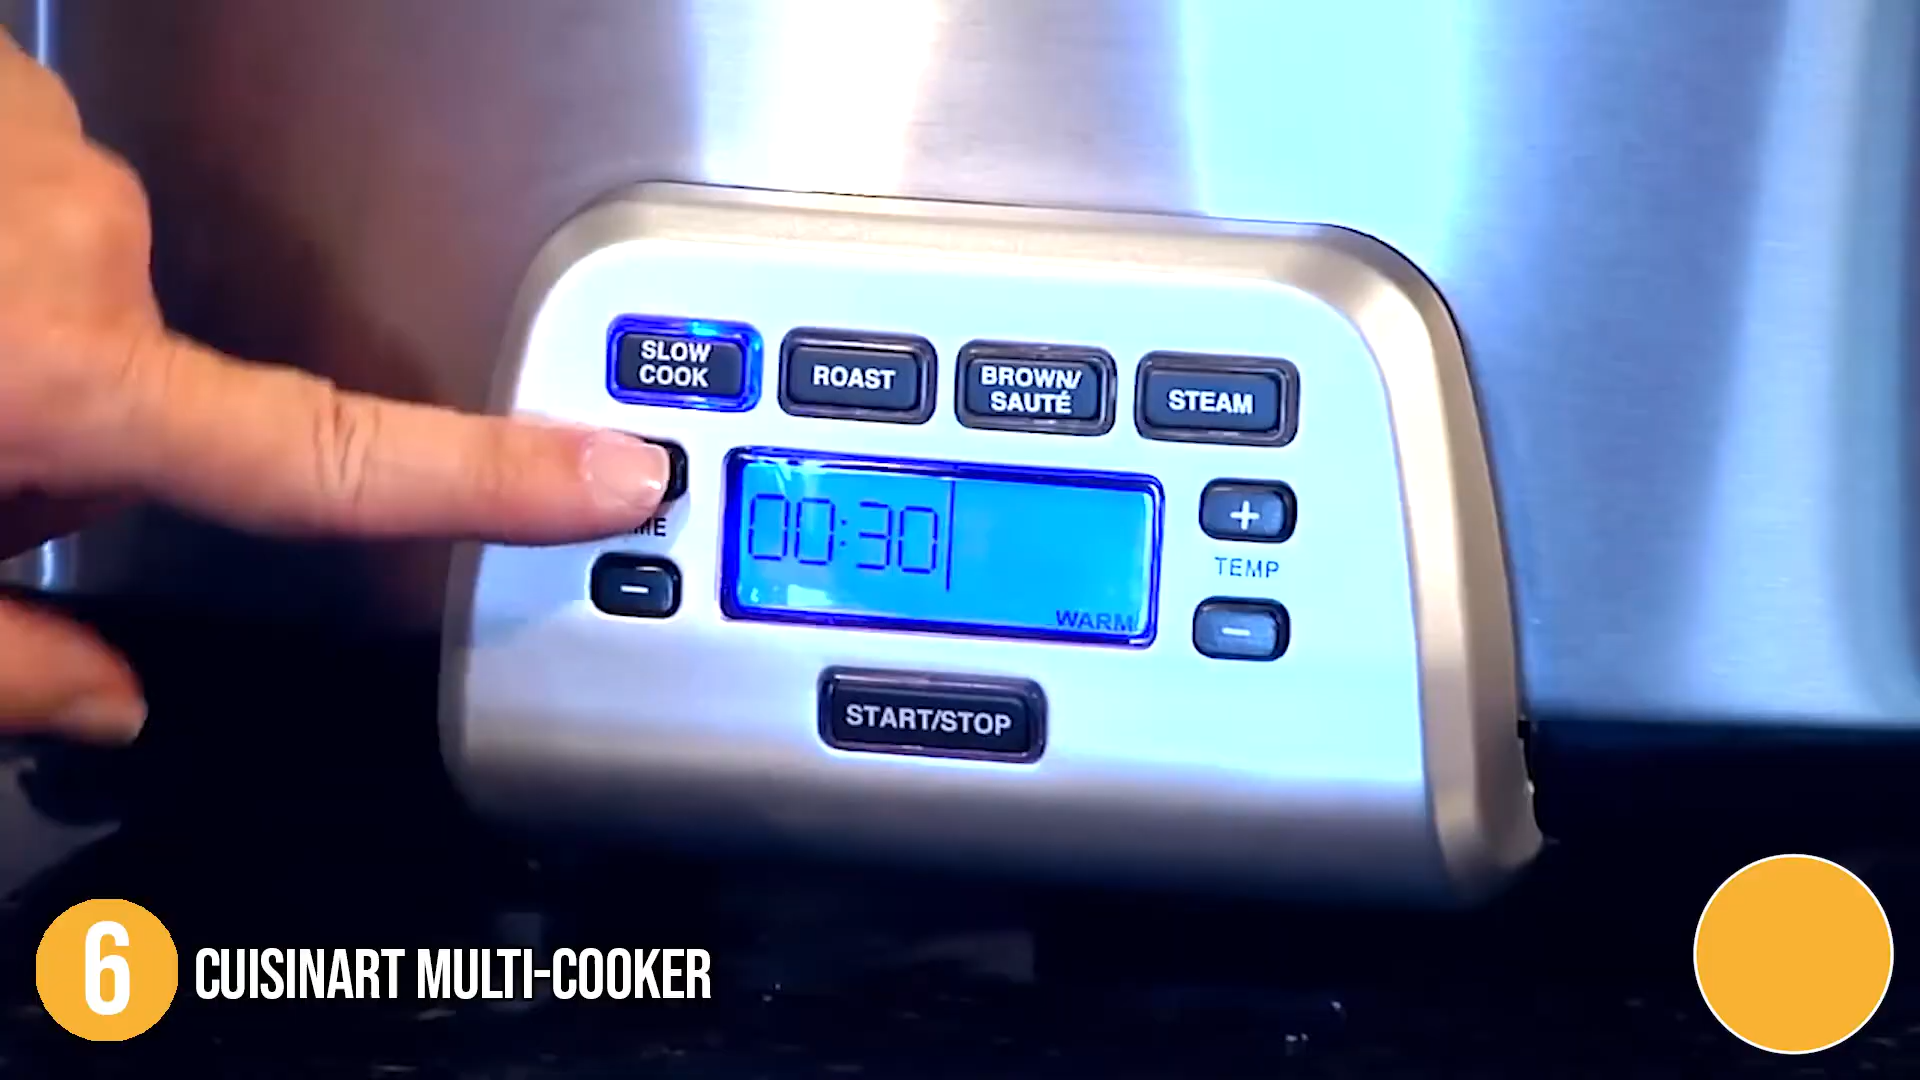 SLOW
COOK
ROAST
BROWN/
SAUTÉ
STEAM
+
00:30
WARM
TEMP
-
-
START/STOP
6 CUISINART MULTI-COOKER